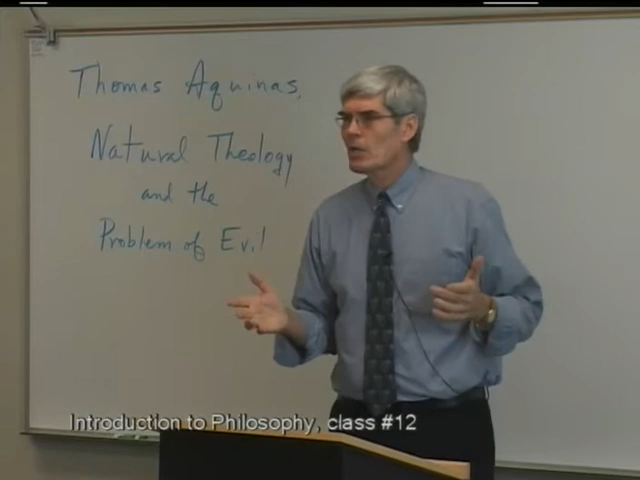 Thomas Aquinas,
Natural Theology
and the
Problem of Evil
Introduction to Philosophy, class #12